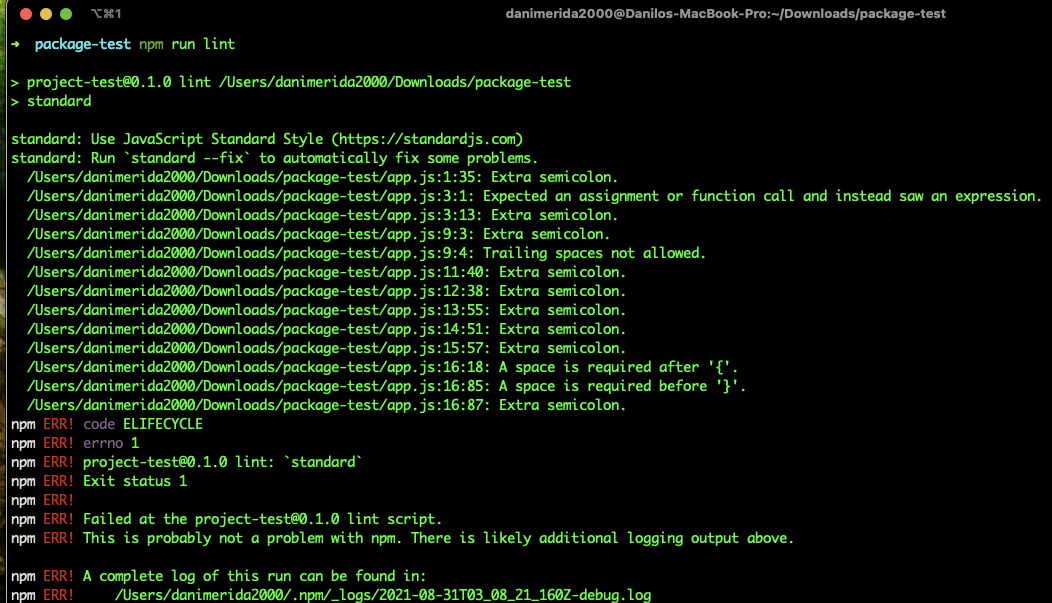 ⌥⌘1
danimerida2000@Danilos-MacBook-Pro:~/Downloads/package-test
→ package-test npm run lint
> project-test@0.1.0 lint /Users/danimerida2000/Downloads/package-test
> standard
standard: Use JavaScript Standard Style (https://standardjs.com)
standard: Run `standard --fix` to automatically fix some problems.
/Users/danimerida2000/Downloads/package-test/app.js:1:35: Extra semicolon.
/Users/danimerida2000/Downloads/package-test/app.js:3:1: Expected an assignment or function call and instead saw an expression.
/Users/danimerida2000/Downloads/package-test/app.js:3:13: Extra semicolon.
/Users/danimerida2000/Downloads/package-test/app.js:9:3: Extra semicolon.
/Users/danimerida2000/Downloads/package-test/app.js:9:4: Trailing spaces not allowed.
/Users/danimerida2000/Downloads/package-test/app.js:11:40: Extra semicolon.
/Users/danimerida2000/Downloads/package-test/app.js:12:38: Extra semicolon.
/Users/danimerida2000/Downloads/package-test/app.js:13:55: Extra semicolon.
/Users/danimerida2000/Downloads/package-test/app.js:14:51: Extra semicolon.
/Users/danimerida2000/Downloads/package-test/app.js:15:57: Extra semicolon.
/Users/danimerida2000/Downloads/package-test/app.js:16:18: A space is required after '{'.
/Users/danimerida2000/Downloads/package-test/app.js:16:85: A space is required before '}'.
/Users/danimerida2000/Downloads/package-test/app.js:16:87: Extra semicolon.
npm ERR! code ELIFECYCLE
npm ERR! errno 1
npm ERR! project-test@0.1.0 lint: `standard`
npm ERR! Exit status 1
npm ERR!
npm ERR! Failed at the project-test@0.1.0 lint script.
npm ERR! This is probably not a problem with npm. There is likely additional logging output above.
npm ERR! A complete log of this run can be found in:
npm ERR!     /Users/danimerida2000/.npm/_logs/2021-08-31T03_08_21_160Z-debug.log